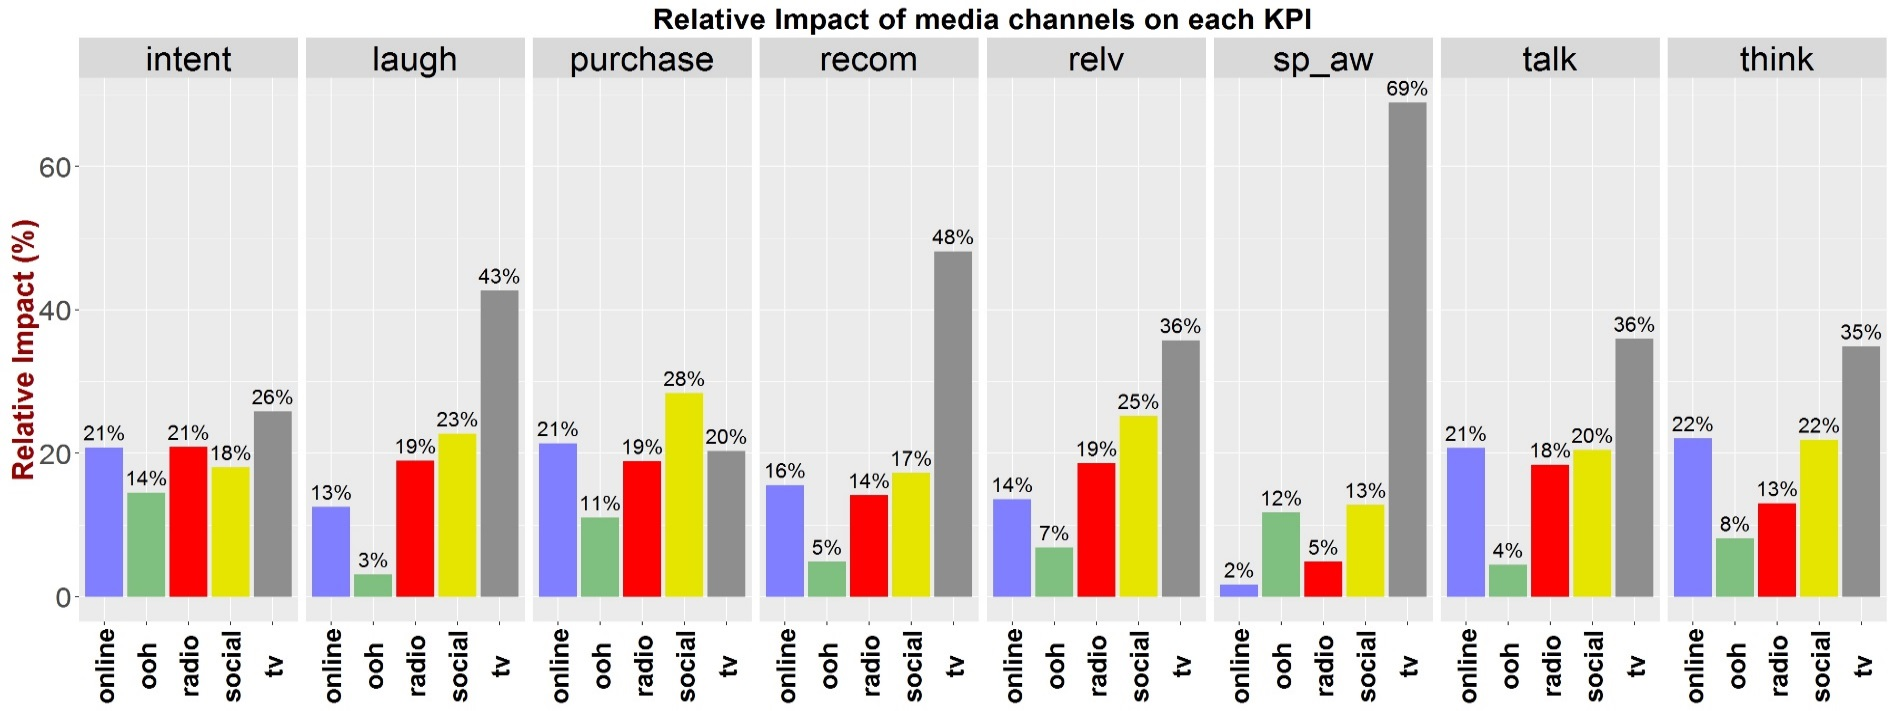 Relative Impact of media channels on each KPI
intent laugh purchase recom relv sp_aw talk think
Relative Impact (%)
60
40
20
0
21% 14% 21% 18% 26%
13% 3% 19% 23% 43%
21% 11% 19% 28% 20%
16% 5% 14% 17% 48%
14% 7% 19% 25% 36%
2% 12% 5% 13% 69%
21% 4% 18% 20% 36%
22% 8% 13% 22% 35%
online ooh radio social tv
online ooh radio social tv
online ooh radio social tv
online ooh radio social tv
online ooh radio social tv
online ooh radio social tv
online ooh radio social tv
online ooh radio social tv